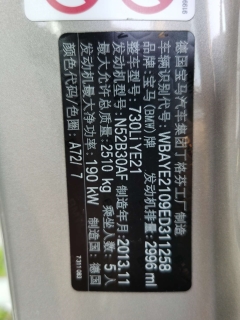 德国宝马汽车集团丁格芬工厂制造
车辆识别代号: WBAYE2109ED311258
品牌: 宝马(BMW)牌 发动机排量: 2996 ml
整车型号: 730Li YE21
发动机型号: N52B30AF 制造年月: 2013.11
最大允许总质量: 2510 kg 乘坐人数: 5人
发动机最大净功率: 190 kW 制造国: 德国
颜色代号/色圈: A72/ 7